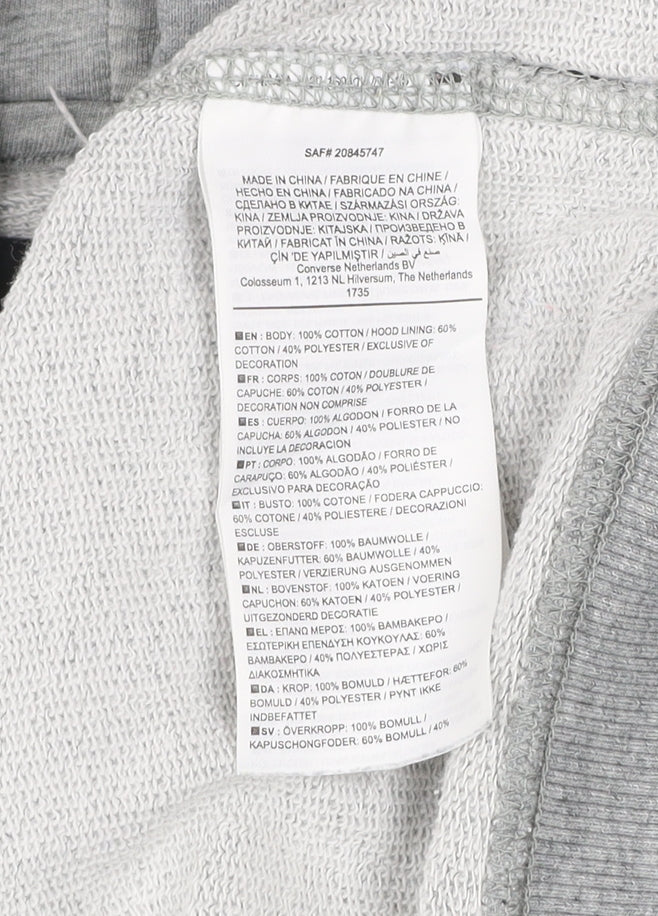 SAF# 20845747
MADE IN CHINA / FABRIQUE EN CHINE /
HECHO EN CHINA / FABRICADO NA CHINA /
СДЕЛАНО В КИТАЕ / SZÁRMAZÁSI ORSZÁG:
KÍNA / ZEMLJA PROIZVODNJE: KINA / DRŽAVA
PROIZVODNJE: KITAJSKA / ПРОИЗВЕДЕНО В
КИТАЙ / FABRICAT ÎN CHINA / RAŽOTS: ĶĪNĀ /
ÇİN 'DE YAPILMIŞTIR / صنع في الصين
Converse Netherlands BV
Colosseum 1, 1213 NL Hilversum, The Netherlands
1735
EN : BODY: 100% COTTON / HOOD LINING: 60%
COTTON / 40% POLYESTER / EXCLUSIVE OF
DECORATION
FR : CORPS: 100% COTON / DOUBLURE DE
CAPUCHE: 60% COTON / 40% POLYESTER /
DECORATION NON COMPRISE
ES : CUERPO: 100% ALGODON / FORRO DE LA
CAPUCHA: 60% ALGODON / 40% POLIESTER / NO
INCLUYE LA DECORACION
PT : CORPO: 100% ALGODÃO / FORRO DE
CARAPUÇO: 60% ALGODÃO / 40% POLIÉSTER /
EXCLUSIVO PARA DECORAÇÃO
IT : BUSTO: 100% COTONE / FODERA CAPPUCCIO:
60% COTONE / 40% POLIESTERE / DECORAZIONI
ESCLUSE
DE : OBERSTOFF: 100% BAUMWOLLE /
KAPUZENFUTTER: 60% BAUMWOLLE / 40%
POLYESTER / VERZIERUNG AUSGENOMMEN
NL : BOVENSTOF: 100% KATOEN / VOERING
CAPUCHON: 60% KATOEN / 40% POLYESTER /
UITGEZONDERD DECORATIE
EL : ΕΠΑΝΩ ΜΕΡΟΣ: 100% ΒΑΜΒΑΚΕΡΟ /
ΕΣΩΤΕΡΙΚΗ ΕΠΕΝΔΥΣΗ ΚΟΥΚΟΥΛΑΣ: 60%
ΒΑΜΒΑΚΕΡΟ / 40% ΠΟΛΥΕΣΤΕΡΑΣ / ΧΩΡΙΣ
ΔΙΑΚΟΣΜΗΤΙΚΑ
DA : KROP: 100% BOMULD / HÆTTEFOR: 60%
BOMULD / 40% POLYESTER / PYNT IKKE
INDBEFATTET
SV : ÖVERKROPP: 100% BOMULL /
KAPUSCHONGFODER: 60% BOMULL / 40%